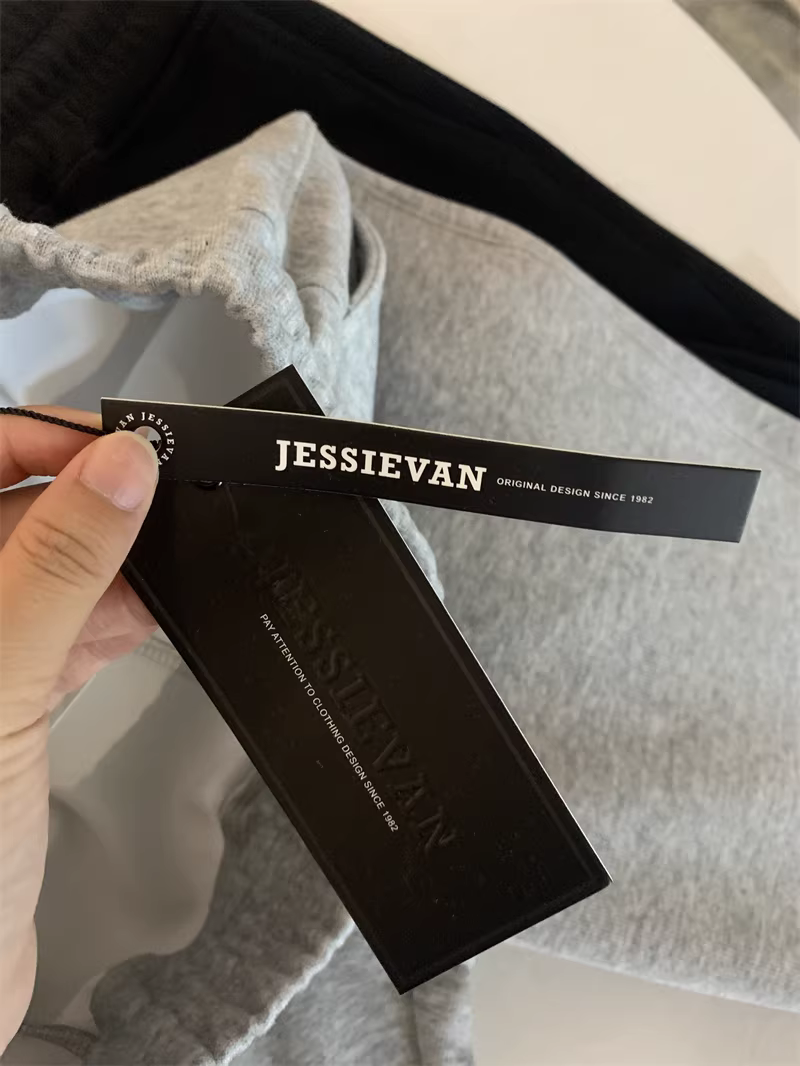 JESSIEVAN
JESSIEVAN ORIGINAL DESIGN SINCE 1982
JESSIEVAN
PAY ATTENTION TO CLOTHING DESIGN SINCE 1982